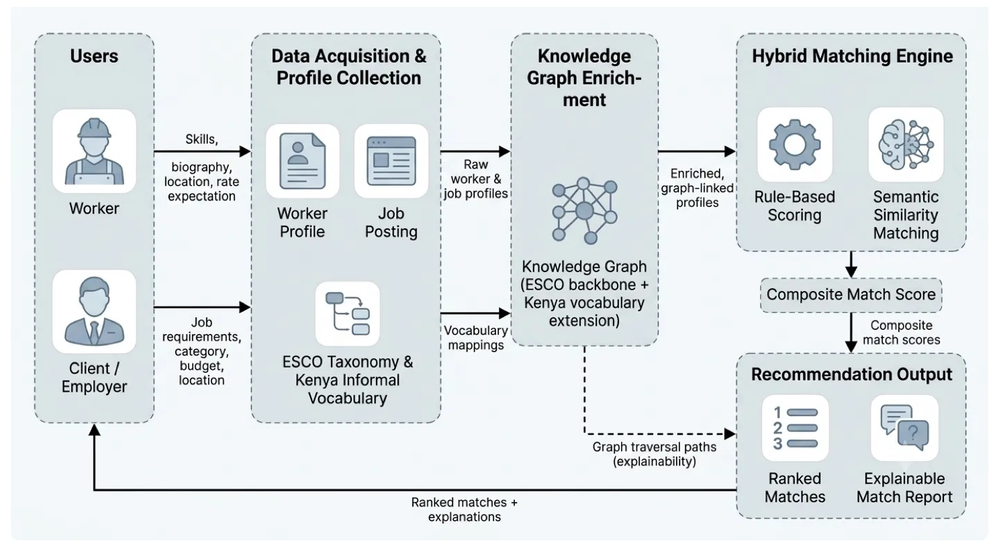 Users
Worker
Client /
Employer
Skills,
biography,
location, rate
expectation
Job
requirements,
category,
budget,
location
Data Acquisition &
Profile Collection
Worker
Profile
Job
Posting
ESCO Taxonomy &
Kenya Informal
Vocabulary
Raw
worker &
job profiles
Vocabulary
mappings
Knowledge
Graph Enrich-
ment
Knowledge Graph
(ESCO backbone +
Kenya vocabulary
extension)
Enriched,
graph-linked
profiles
Hybrid Matching Engine
Rule-Based
Scoring
Semantic
Similarity
Matching
Composite Match Score
Composite
match scores
Graph traversal paths
(explainability)
Recommendation Output
1
2
3
?
Ranked
Matches
Explainable
Match Report
Ranked matches +
explanations